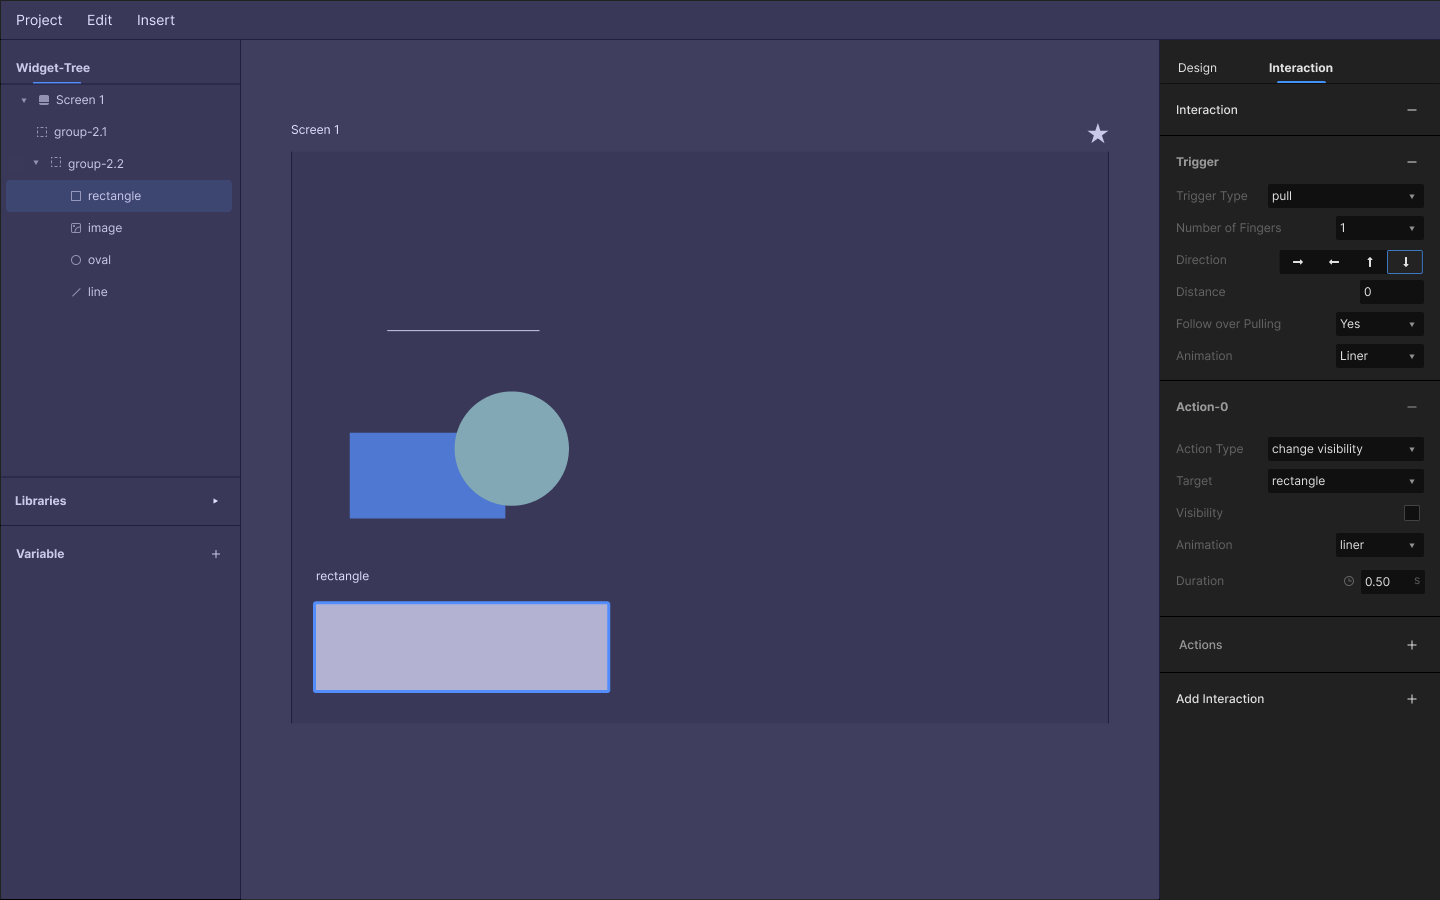 Project Edit Insert
Widget-Tree
Screen 1
group-2.1
group-2.2
rectangle
image
oval
line
Libraries
Variable
Screen 1
rectangle
Design Interaction
Interaction
Trigger
Trigger Type pull
Number of Fingers 1
Direction
Distance 0
Follow over Pulling Yes
Animation Liner
Action-0
Action Type change visibility
Target rectangle
Visibility
Animation liner
Duration 0.50 S
Actions
Add Interaction